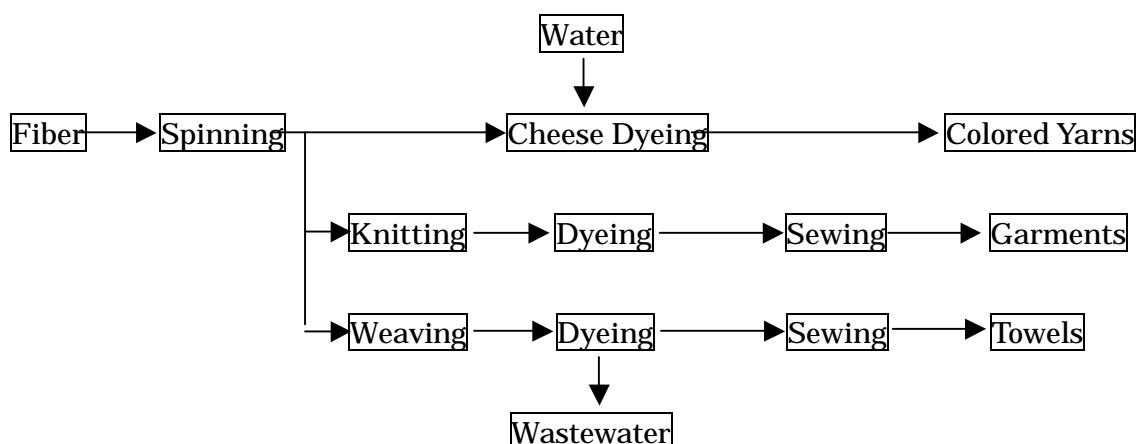 Water
Fiber Spinning Cheese Dyeing Colored Yarns
Knitting Dyeing Sewing Garments
Weaving Dyeing Sewing Towels
Wastewater